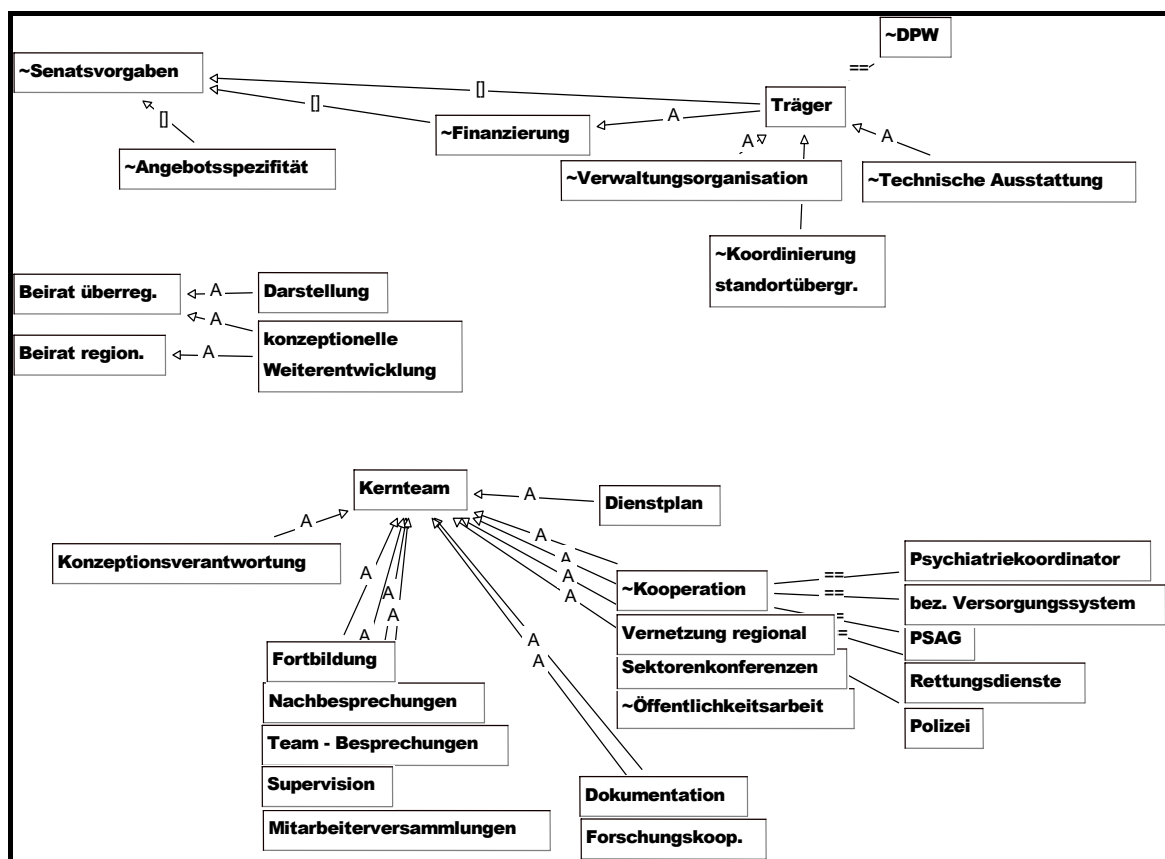 ~DPW
~Senatsvorgaben
==
[]
Träger
[]
A
~Finanzierung
[]
A
A
~Angebotsspezifität
~Verwaltungsorganisation
~Technische Ausstattung
~Koordinierung
standortübergr.
Beirat überreg.
A
Darstellung
A
konzeptionelle
Weiterentwicklung
Beirat region.
A
Kernteam
A
Dienstplan
A
Konzeptionsverantwortung
A
A
A
A
A
A
A
A
~Kooperation
==
Psychiatriekoordinator
==
bez. Versorgungssystem
=
PSAG
Vernetzung regional
=
Rettungsdienste
Sektorenkonferenzen
~Öffentlichkeitsarbeit
Polizei
A
A
Fortbildung
Nachbesprechungen
Team - Besprechungen
Supervision
Mitarbeiterversammlungen
Dokumentation
Forschungskoop.